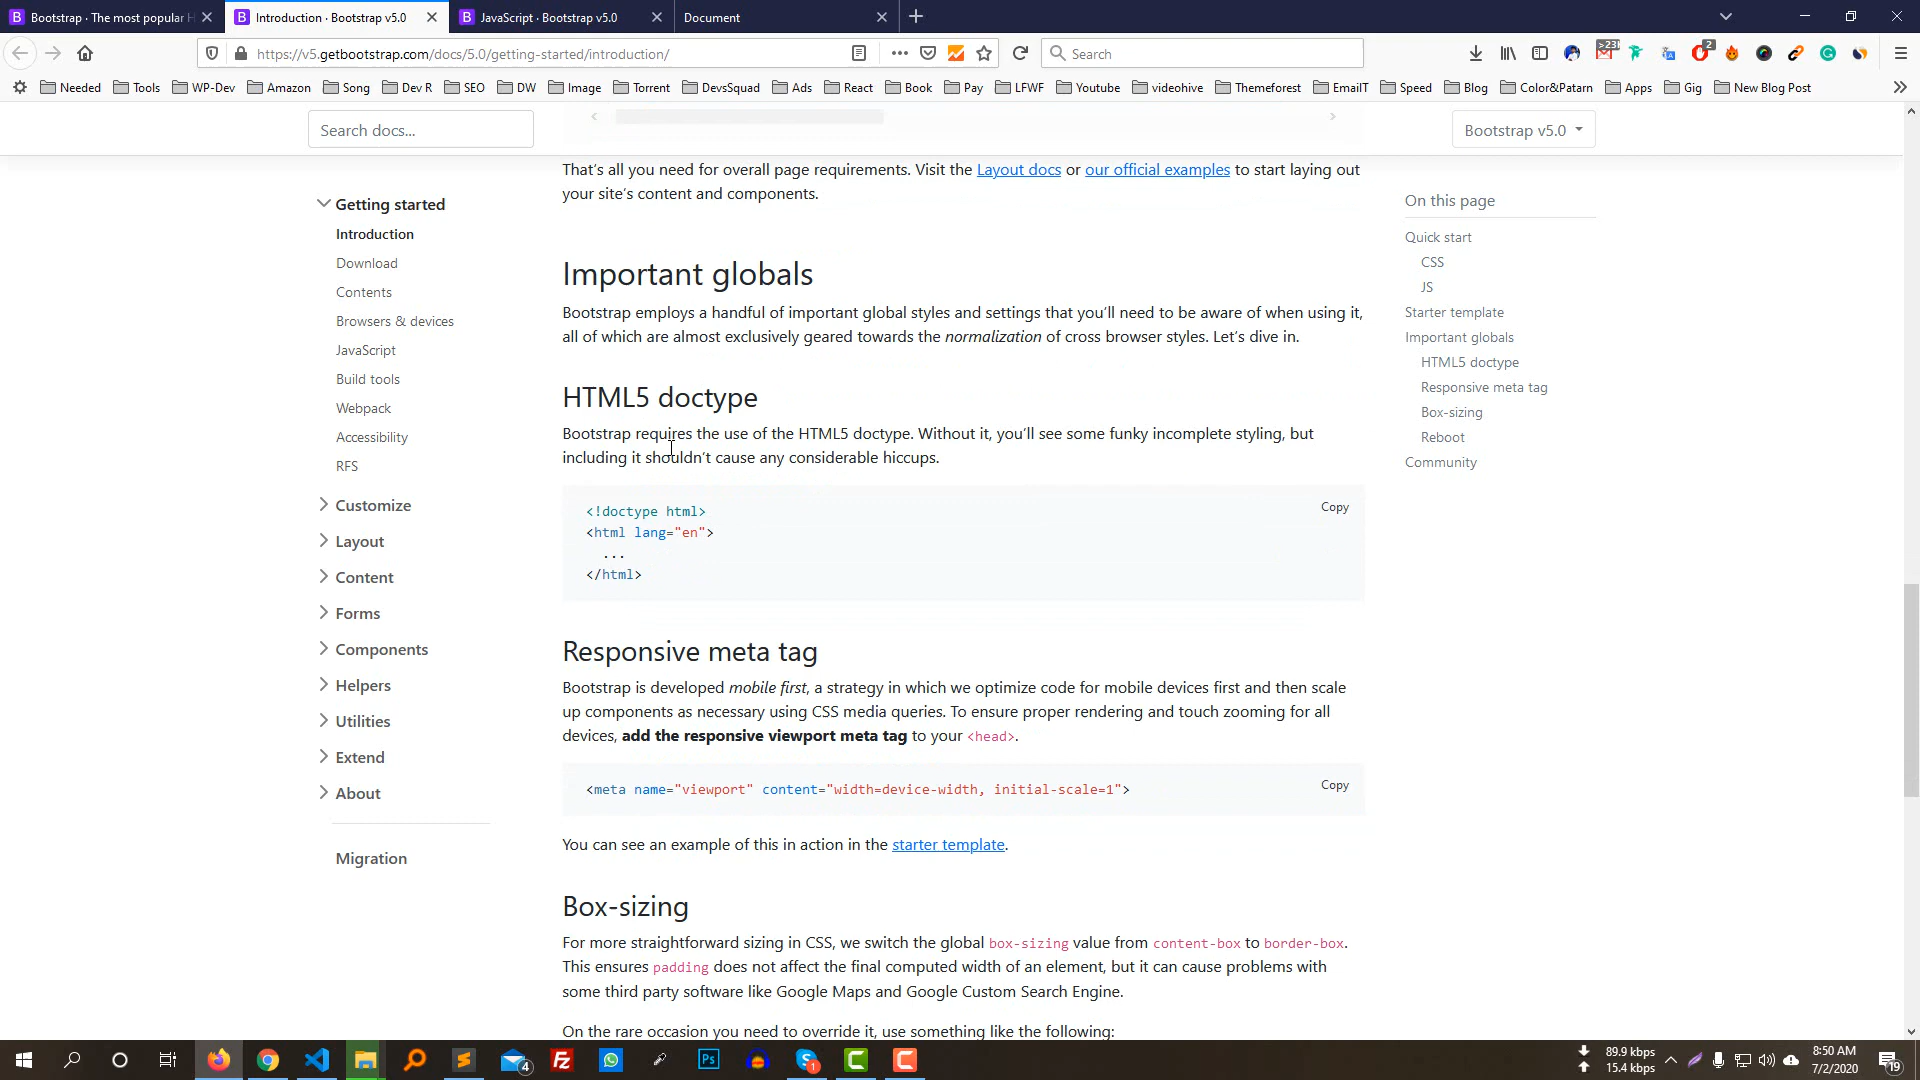 Bootstrap · The most popular H
Introduction · Bootstrap v5.0
JavaScript · Bootstrap v5.0
Document
https://v5.getbootstrap.com/docs/5.0/getting-started/introduction/
Search
>23K
2
Needed Tools WP-Dev Amazon Song Dev R SEO DW Image Torrent DevsSquad Ads React Book Pay LFWF Youtube videohive Themeforest EmailT Speed Blog Color&Patarn Apps Gig New Blog Post
Search docs...
Bootstrap v5.0
Getting started
Introduction
Download
Contents
Browsers & devices
JavaScript
Build tools
Webpack
Accessibility
RFS
Customize
Layout
Content
Forms
Components
Helpers
Utilities
Extend
About
Migration
That's all you need for overall page requirements. Visit the Layout docs or our official examples to start laying out
your site's content and components.
Important globals
Bootstrap employs a handful of important global styles and settings that you'll need to be aware of when using it,
all of which are almost exclusively geared towards the normalization of cross browser styles. Let's dive in.
HTML5 doctype
Bootstrap requires the use of the HTML5 doctype. Without it, you'll see some funky incomplete styling, but
including it shouldn't cause any considerable hiccups.
Copy
<!doctype html>
<html lang="en">
...
</html>
Responsive meta tag
Bootstrap is developed mobile first, a strategy in which we optimize code for mobile devices first and then scale
up components as necessary using CSS media queries. To ensure proper rendering and touch zooming for all
devices, add the responsive viewport meta tag to your <head>.
Copy
<meta name="viewport" content="width=device-width, initial-scale=1">
You can see an example of this in action in the starter template.
Box-sizing
For more straightforward sizing in CSS, we switch the global box-sizing value from content-box to border-box.
This ensures padding does not affect the final computed width of an element, but it can cause problems with
some third party software like Google Maps and Google Custom Search Engine.
On the rare occasion you need to override it, use something like the following:
On this page
Quick start
CSS
JS
Starter template
Important globals
HTML5 doctype
Responsive meta tag
Box-sizing
Reboot
Community
4
Fz
Ps
1
89.9 kbps
15.4 kbps
8:50 AM
7/2/2020
19